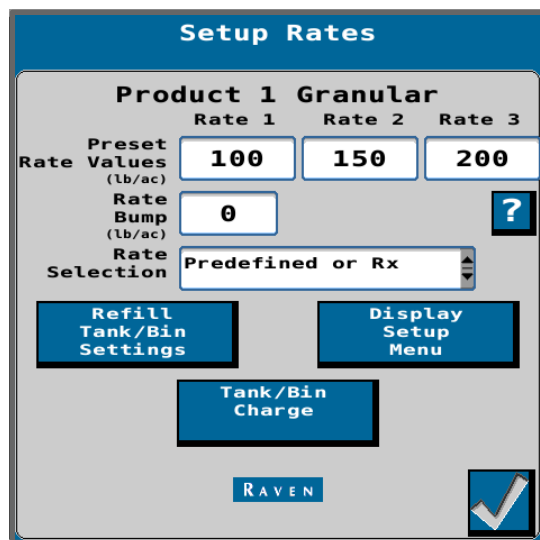 Setup Rates
Product 1 Granular
Rate 1 Rate 2 Rate 3
Preset
Rate Values
(lb/ac)
100 150 200
Rate
Bump
(lb/ac)
0
?
Rate
Selection
Predefined or Rx
Refill
Tank/Bin
Settings
Display
Setup
Menu
Tank/Bin
Charge
RAVEN